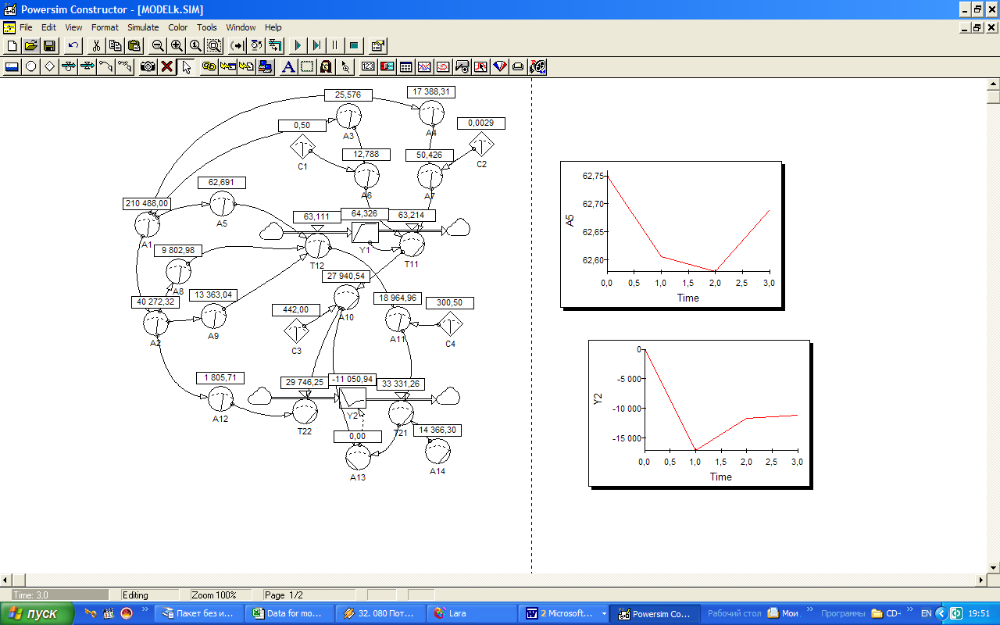 Powersim Constructor - [MODELk.SIM]
File Edit View Format Simulate Color Tools Window Help
25,576
17 388,31
A3
A4
0,50
0,0029
C1
C2
12,788
50,426
A6
A7
62,691
210 488,00
A5
A1
63,111
64,326
63,214
Y1
T12
T11
9 802,98
A8
27 940,54
A10
40 272,32
13 363,04
18 964,96
300,50
A2
A9
442,00
A11
C4
C3
1 805,71
29 746,25
-11 050,94
33 331,26
A12
T22
Y2
T21
0,00
14 366,30
A13
A14
62,75
62,70
62,65
62,60
A5
0,0 0,5 1,0 1,5 2,0 2,5 3,0
Time
0
-5 000
-10 000
-15 000
Y2
0,0 0,5 1,0 1,5 2,0 2,5 3,0
Time
Time: 3,0 Editing Zoom 100% Page 1/2
пуск Пакет без и... Data for mo... 32. 080 Пот... Lara 2 Microsoft... Powersim Co... Рабочий стол Мои Программы CD- EN 19:51